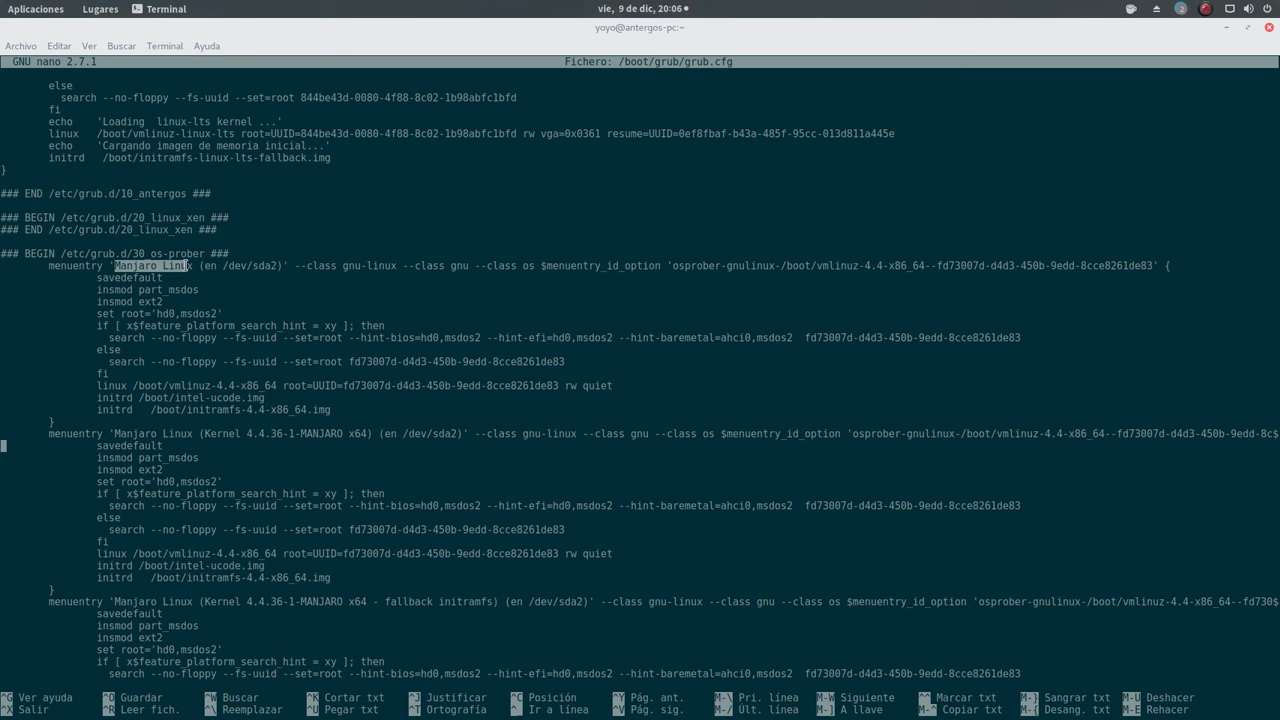 Aplicaciones Lugares Terminal vie, 9 de dic, 20:06 2
yoyo@antergos-pc:~
Archivo Editar Ver Buscar Terminal Ayuda
GNU nano 2.7.1 Fichero: /boot/grub/grub.cfg
else
search --no-floppy --fs-uuid --set=root 844be43d-0080-4f88-8c02-1b98abfc1bfd
fi
echo 'Loading linux-lts kernel ...'
linux /boot/vmlinuz-linux-lts root=UUID=844be43d-0080-4f88-8c02-1b98abfc1bfd rw vga=0x0361 resume=UUID=0ef8fbaf-b43a-485f-95cc-013d811a445e
echo 'Cargando imagen de memoria inicial...'
initrd /boot/initramfs-linux-lts-fallback.img
}
### END /etc/grub.d/10_antergos ###
### BEGIN /etc/grub.d/20_linux_xen ###
### END /etc/grub.d/20_linux_xen ###
### BEGIN /etc/grub.d/30_os-prober ###
menuentry 'Manjaro Linux (en /dev/sda2)' --class gnu-linux --class gnu --class os $menuentry_id_option 'osprober-gnulinux-/boot/vmlinuz-4.4-x86_64--fd73007d-d4d3-450b-9edd-8cce8261de83' {
savedefault
insmod part_msdos
insmod ext2
set root='hd0,msdos2'
if [ x$feature_platform_search_hint = xy ]; then
search --no-floppy --fs-uuid --set=root --hint-bios=hd0,msdos2 --hint-efi=hd0,msdos2 --hint-baremetal=ahci0,msdos2 fd73007d-d4d3-450b-9edd-8cce8261de83
else
search --no-floppy --fs-uuid --set=root fd73007d-d4d3-450b-9edd-8cce8261de83
fi
linux /boot/vmlinuz-4.4-x86_64 root=UUID=fd73007d-d4d3-450b-9edd-8cce8261de83 rw quiet
initrd /boot/intel-ucode.img
initrd /boot/initramfs-4.4-x86_64.img
}
menuentry 'Manjaro Linux (Kernel 4.4.36-1-MANJARO x64) (en /dev/sda2)' --class gnu-linux --class gnu --class os $menuentry_id_option 'osprober-gnulinux-/boot/vmlinuz-4.4-x86_64--fd73007d-d4d3-450b-9edd-8c$
savedefault
insmod part_msdos
insmod ext2
set root='hd0,msdos2'
if [ x$feature_platform_search_hint = xy ]; then
search --no-floppy --fs-uuid --set=root --hint-bios=hd0,msdos2 --hint-efi=hd0,msdos2 --hint-baremetal=ahci0,msdos2 fd73007d-d4d3-450b-9edd-8cce8261de83
else
search --no-floppy --fs-uuid --set=root fd73007d-d4d3-450b-9edd-8cce8261de83
fi
linux /boot/vmlinuz-4.4-x86_64 root=UUID=fd73007d-d4d3-450b-9edd-8cce8261de83 rw quiet
initrd /boot/intel-ucode.img
initrd /boot/initramfs-4.4-x86_64.img
}
menuentry 'Manjaro Linux (Kernel 4.4.36-1-MANJARO x64 - fallback initramfs) (en /dev/sda2)' --class gnu-linux --class gnu --class os $menuentry_id_option 'osprober-gnulinux-/boot/vmlinuz-4.4-x86_64--fd730$
savedefault
insmod part_msdos
insmod ext2
set root='hd0,msdos2'
if [ x$feature_platform_search_hint = xy ]; then
search --no-floppy --fs-uuid --set=root --hint-bios=hd0,msdos2 --hint-efi=hd0,msdos2 --hint-baremetal=ahci0,msdos2 fd73007d-d4d3-450b-9edd-8cce8261de83
^G Ver ayuda ^O Guardar ^W Buscar ^K Cortar txt ^J Justificar ^C Posición ^Y Pág. ant. M-\ Pri. línea M-W Siguiente ^^ Marcar txt M-} Sangrar txt M-U Deshacer
^X Salir ^R Leer fich. ^\ Reemplazar ^U Pegar txt ^T Ortografía ^_ Ir a línea ^V Pág. sig. M-/ Últ. línea M-] A llave M-^ Copiar txt M-{ Desang. txt M-E Rehacer